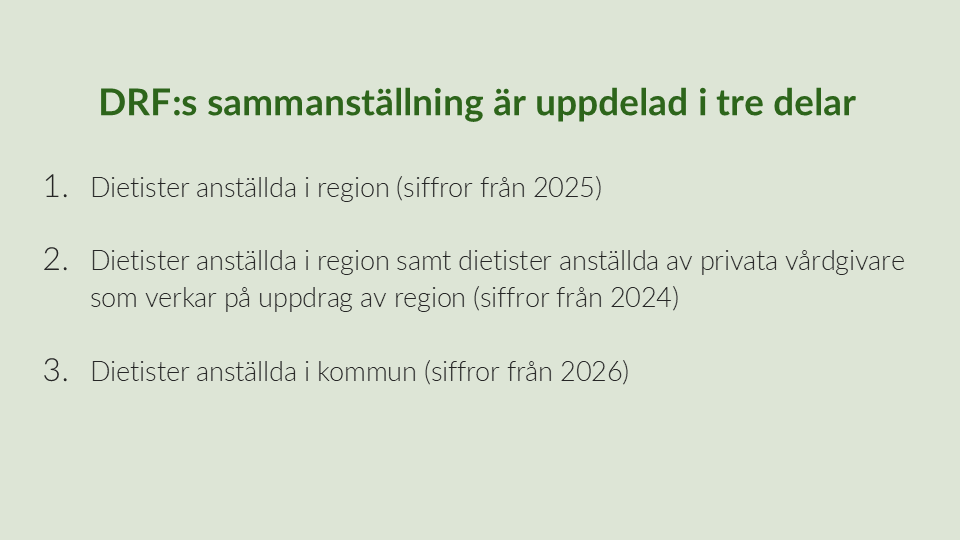 DRF:s sammanställning är uppdelad i tre delar
1. Dietister anställda i region (siffror från 2025)
2. Dietister anställda i region samt dietister anställda av privata vårdgivare
som verkar på uppdrag av region (siffror från 2024)
3. Dietister anställda i kommun (siffror från 2026)